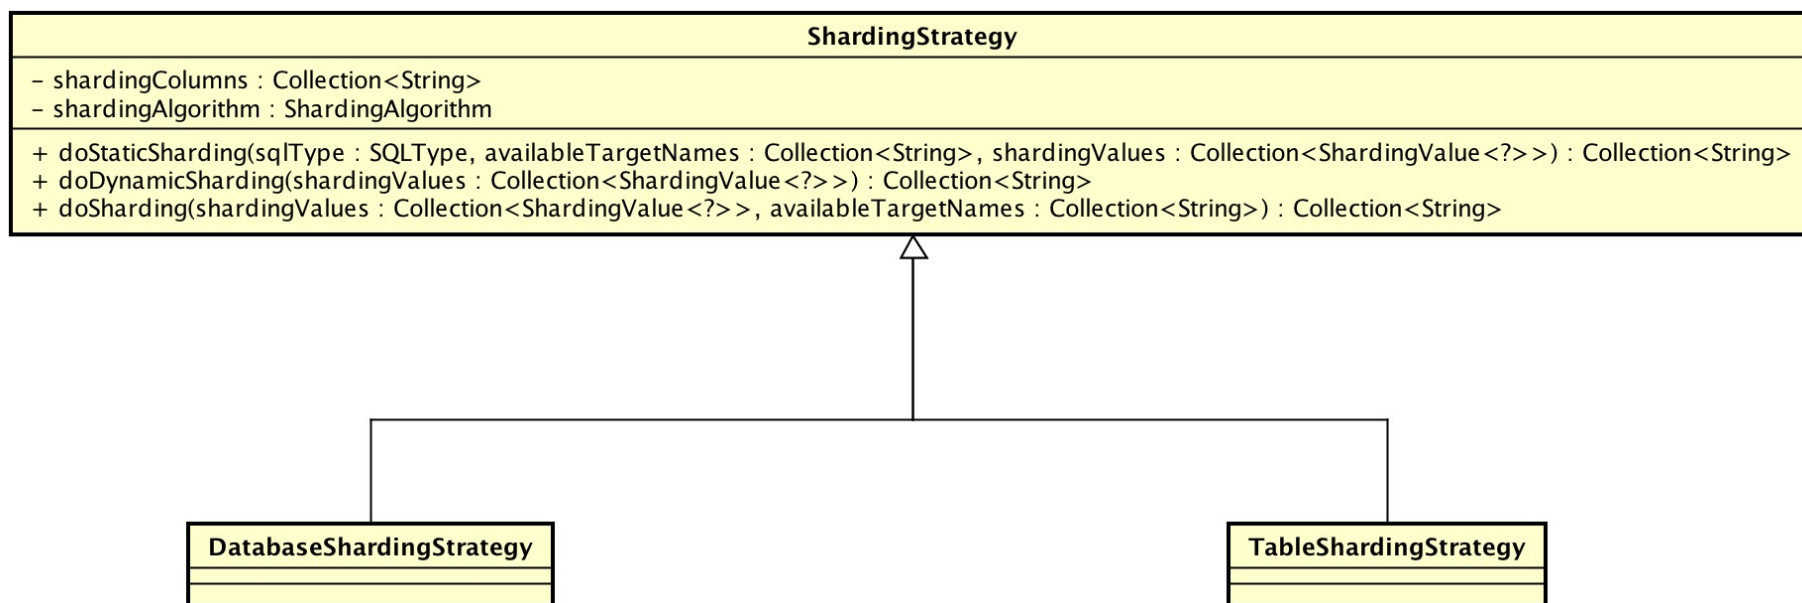 ShardingStrategy
– shardingColumns : Collection<String>
– shardingAlgorithm : ShardingAlgorithm
+ doStaticSharding(sqlType : SQLType, availableTargetNames : Collection<String>, shardingValues : Collection<ShardingValue<?>>) : Collection<String>
+ doDynamicSharding(shardingValues : Collection<ShardingValue<?>>) : Collection<String>
+ doSharding(shardingValues : Collection<ShardingValue<?>>, availableTargetNames : Collection<String>) : Collection<String>
DatabaseShardingStrategy
TableShardingStrategy